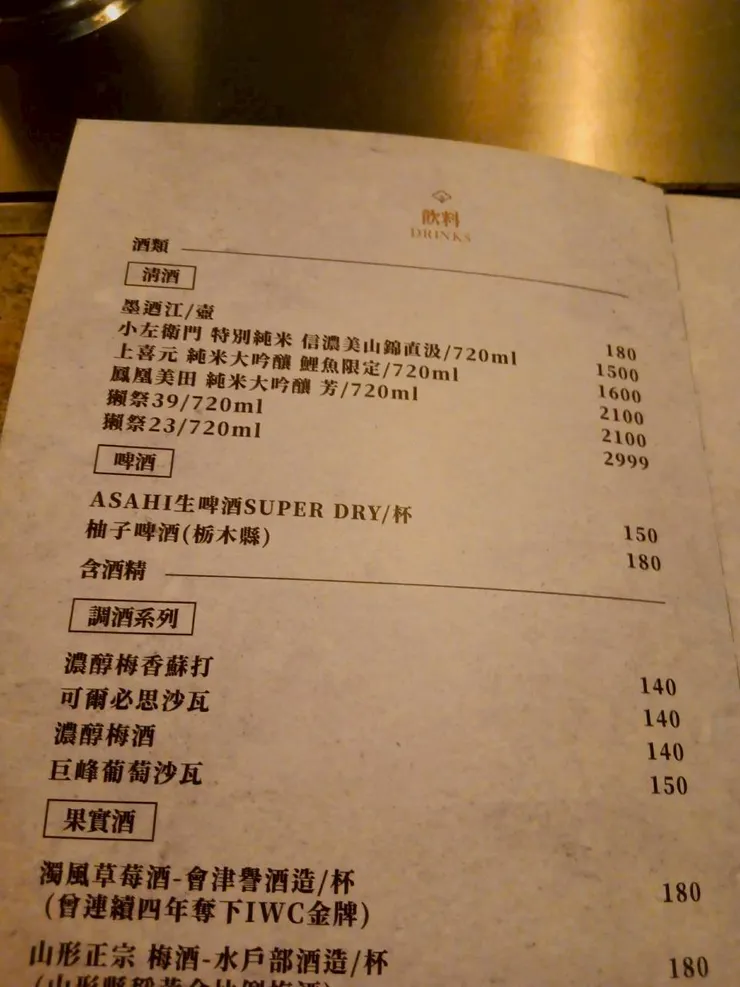 飲料
DRINKS
酒類
清酒
墨迺江/壺 180
小左衛門 特別純米 信濃美山錦直汲/720ml 1500
上喜元 純米大吟釀 鯉魚限定/720ml 1600
鳳凰美田 純米大吟釀 芳/720ml 2100
獺祭39/720ml 2100
獺祭23/720ml 2999
啤酒
ASAHI生啤酒SUPER DRY/杯 150
柚子啤酒(栃木縣) 180
含酒精
調酒系列
濃醇梅香蘇打 140
可爾必思沙瓦 140
濃醇梅酒 140
巨峰葡萄沙瓦 150
果實酒
濁風草莓酒-會津譽酒造/杯 180
(曾連續四年奪下IWC金牌)
山形正宗 梅酒-水戶部酒造/杯 180